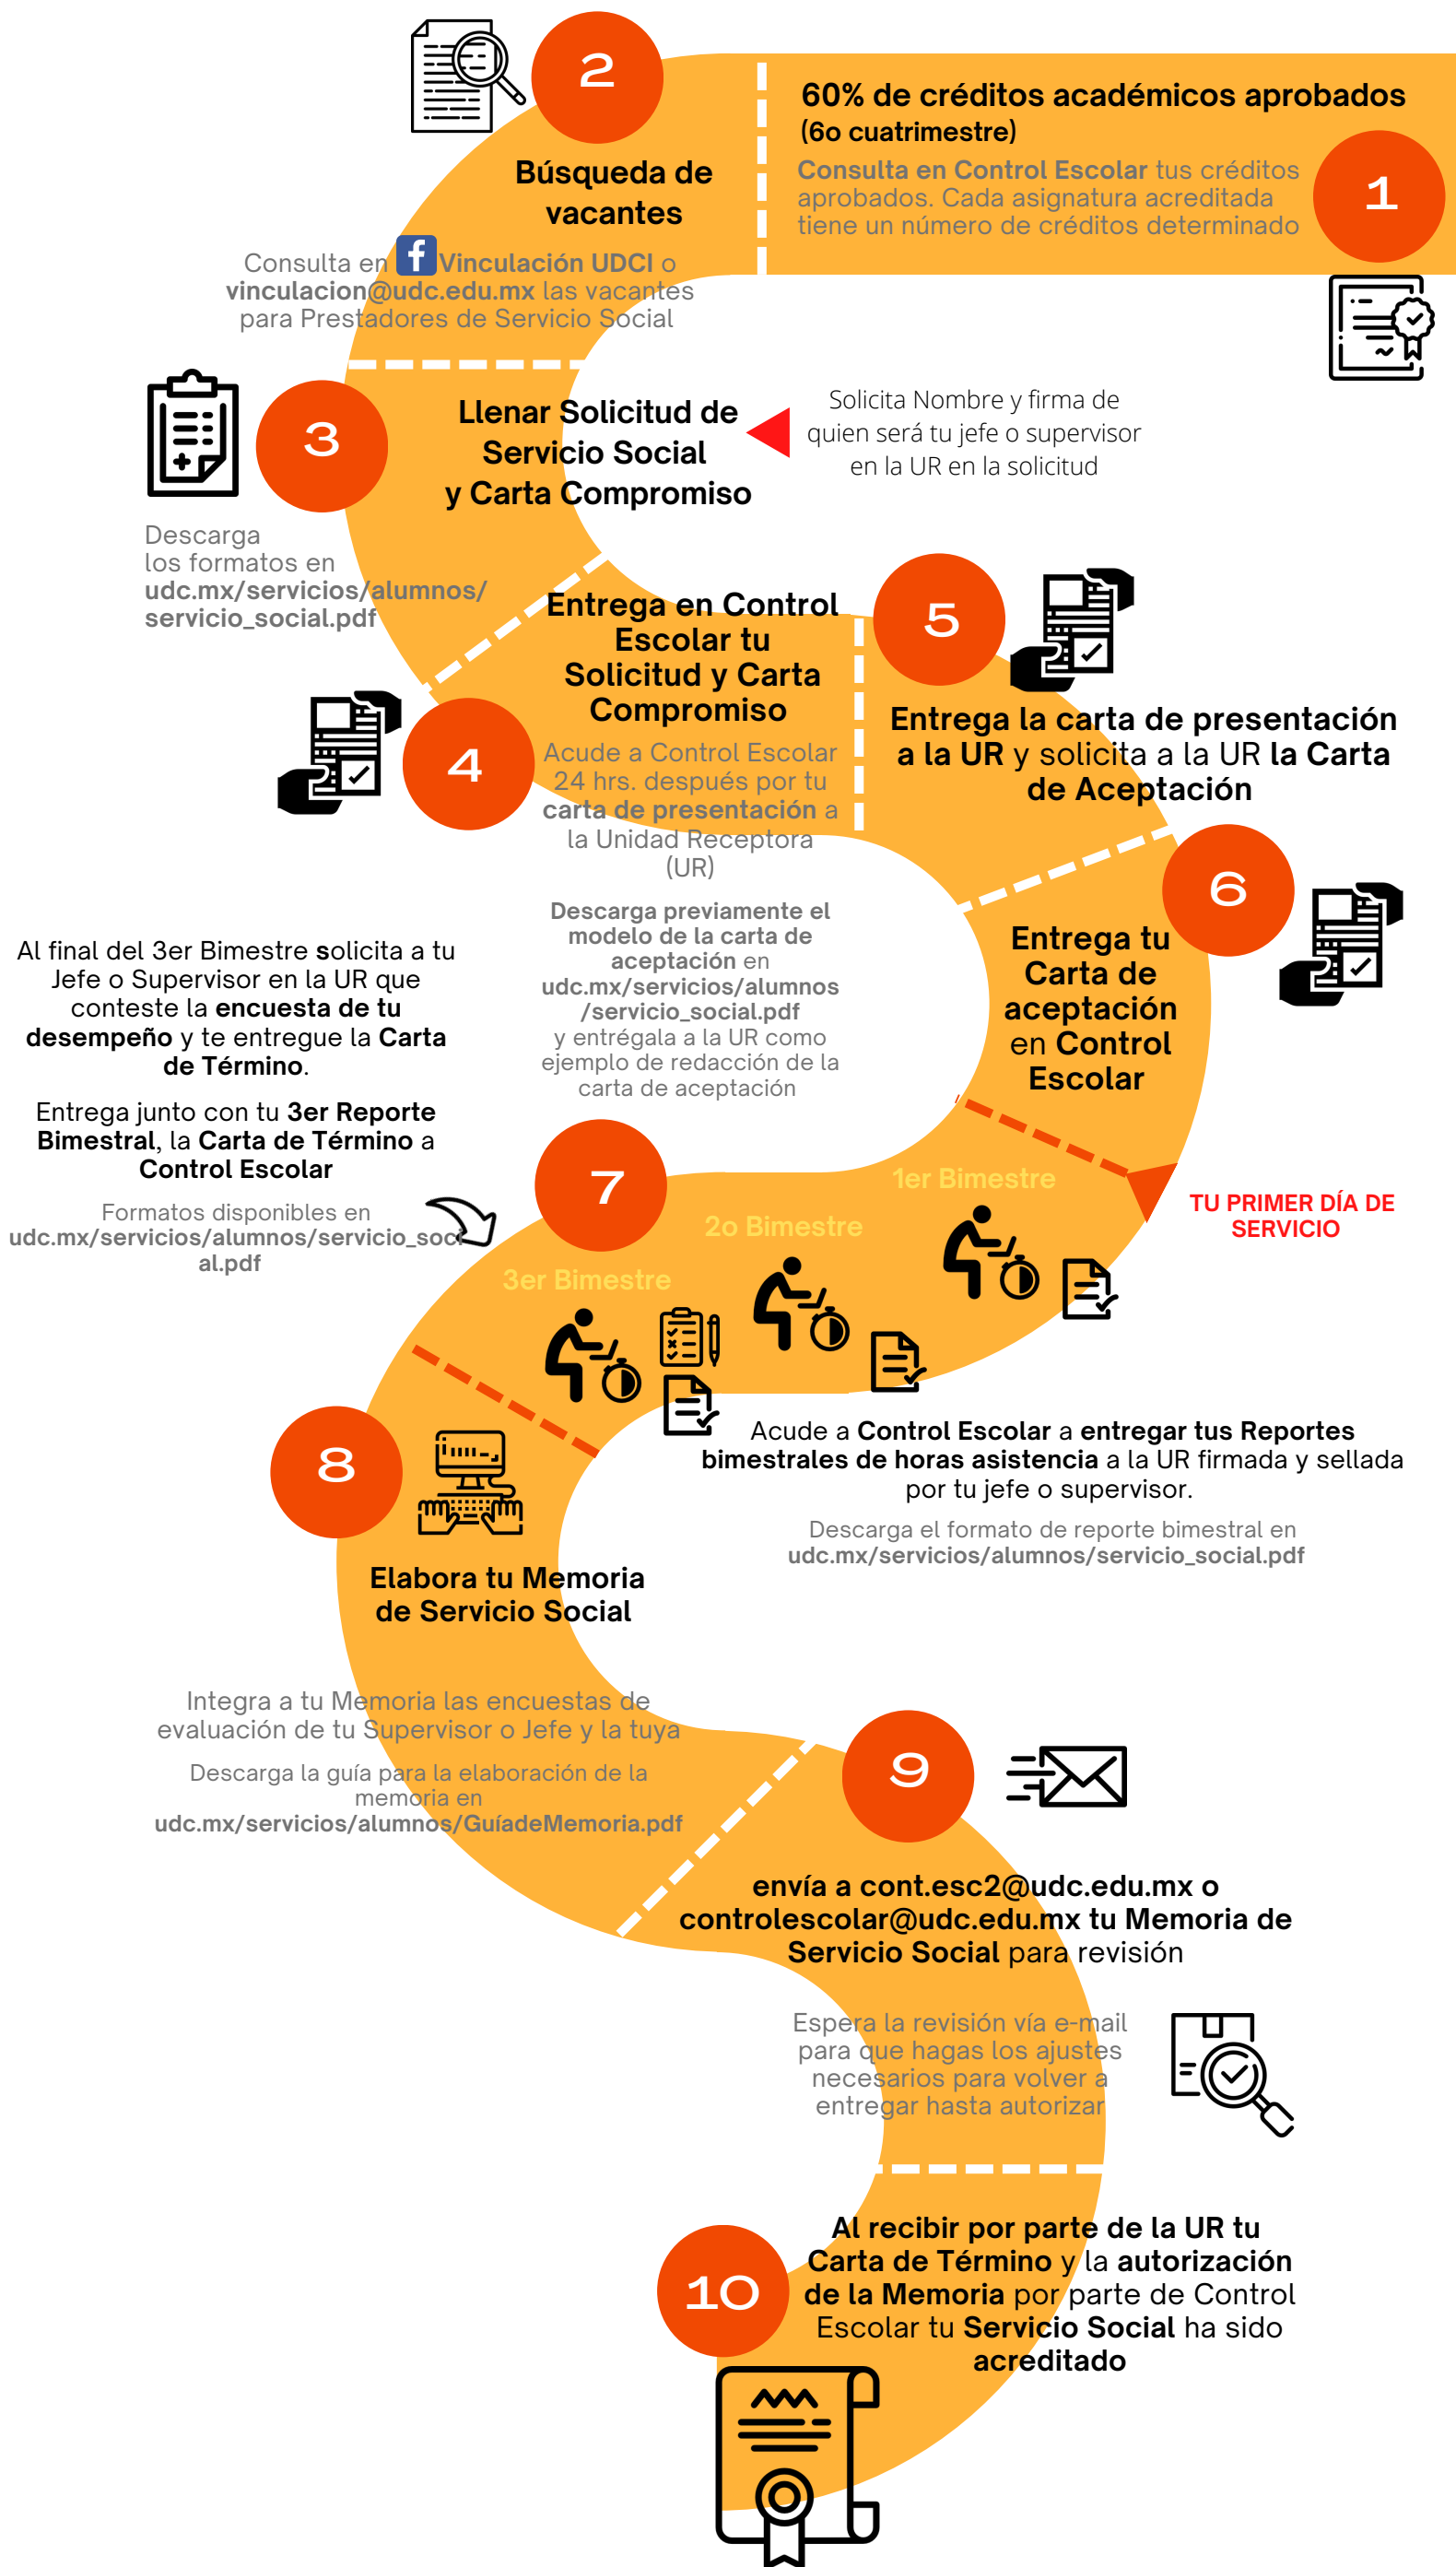 1
60% de créditos académicos aprobados
(6o cuatrimestre)
Consulta en Control Escolar tus créditos
aprobados. Cada asignatura acreditada
tiene un número de créditos determinado
2
Búsqueda de
vacantes
Consulta en f Vinculación UDCI o
vinculacion@udc.edu.mx las vacantes
para Prestadores de Servicio Social
3
Llenar Solicitud de
Servicio Social
y Carta Compromiso
Solicita Nombre y firma de
quien será tu jefe o supervisor
en la UR en la solicitud
Descarga
los formatos en
udc.mx/servicios/alumnos/
servicio_social.pdf
4
Entrega en Control
Escolar tu
Solicitud y Carta
Compromiso
Acude a Control Escolar
24 hrs. después por tu
carta de presentación a
la Unidad Receptora
(UR)
Descarga previamente el
modelo de la carta de
aceptación en
udc.mx/servicios/alumnos
/servicio_social.pdf
y entrégala a la UR como
ejemplo de redacción de la
carta de aceptación
5
Entrega la carta de presentación
a la UR y solicita a la UR la Carta
de Aceptación
6
Entrega tu
Carta de
aceptación
en Control
Escolar
TU PRIMER DÍA DE
SERVICIO
7
1er Bimestre
2o Bimestre
3er Bimestre
Acude a Control Escolar a entregar tus Reportes
bimestrales de horas asistencia a la UR firmada y sellada
por tu jefe o supervisor.
Descarga el formato de reporte bimestral en
udc.mx/servicios/alumnos/servicio_social.pdf
Al final del 3er Bimestre solicita a tu
Jefe o Supervisor en la UR que
conteste la encuesta de tu
desempeño y te entregue la Carta
de Término.
Entrega junto con tu 3er Reporte
Bimestral, la Carta de Término a
Control Escolar
Formatos disponibles en
udc.mx/servicios/alumnos/servicio_soci
al.pdf
8
Elabora tu Memoria
de Servicio Social
Integra a tu Memoria las encuestas de
evaluación de tu Supervisor o Jefe y la tuya
Descarga la guía para la elaboración de la
memoria en
udc.mx/servicios/alumnos/GuíadeMemoria.pdf
9
envía a cont.esc2@udc.edu.mx o
controlescolar@udc.edu.mx tu Memoria de
Servicio Social para revisión
Espera la revisión vía e-mail
para que hagas los ajustes
necesarios para volver a
entregar hasta autorizar
10
Al recibir por parte de la UR tu
Carta de Término y la autorización
de la Memoria por parte de Control
Escolar tu Servicio Social ha sido
acreditado